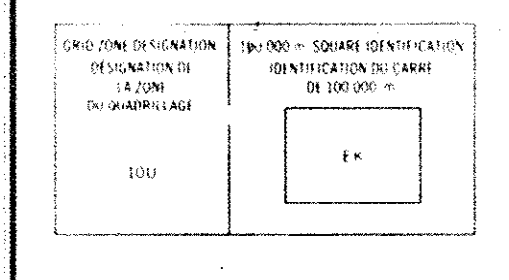 GRID ZONE DESIGNATION
DÉSIGNATION DE
LA ZONE
DU QUADRILLAGE
10U
100 000 m SQUARE IDENTIFICATION
IDENTIFICATION DU CARRÉ
DE 100 000 m
EK